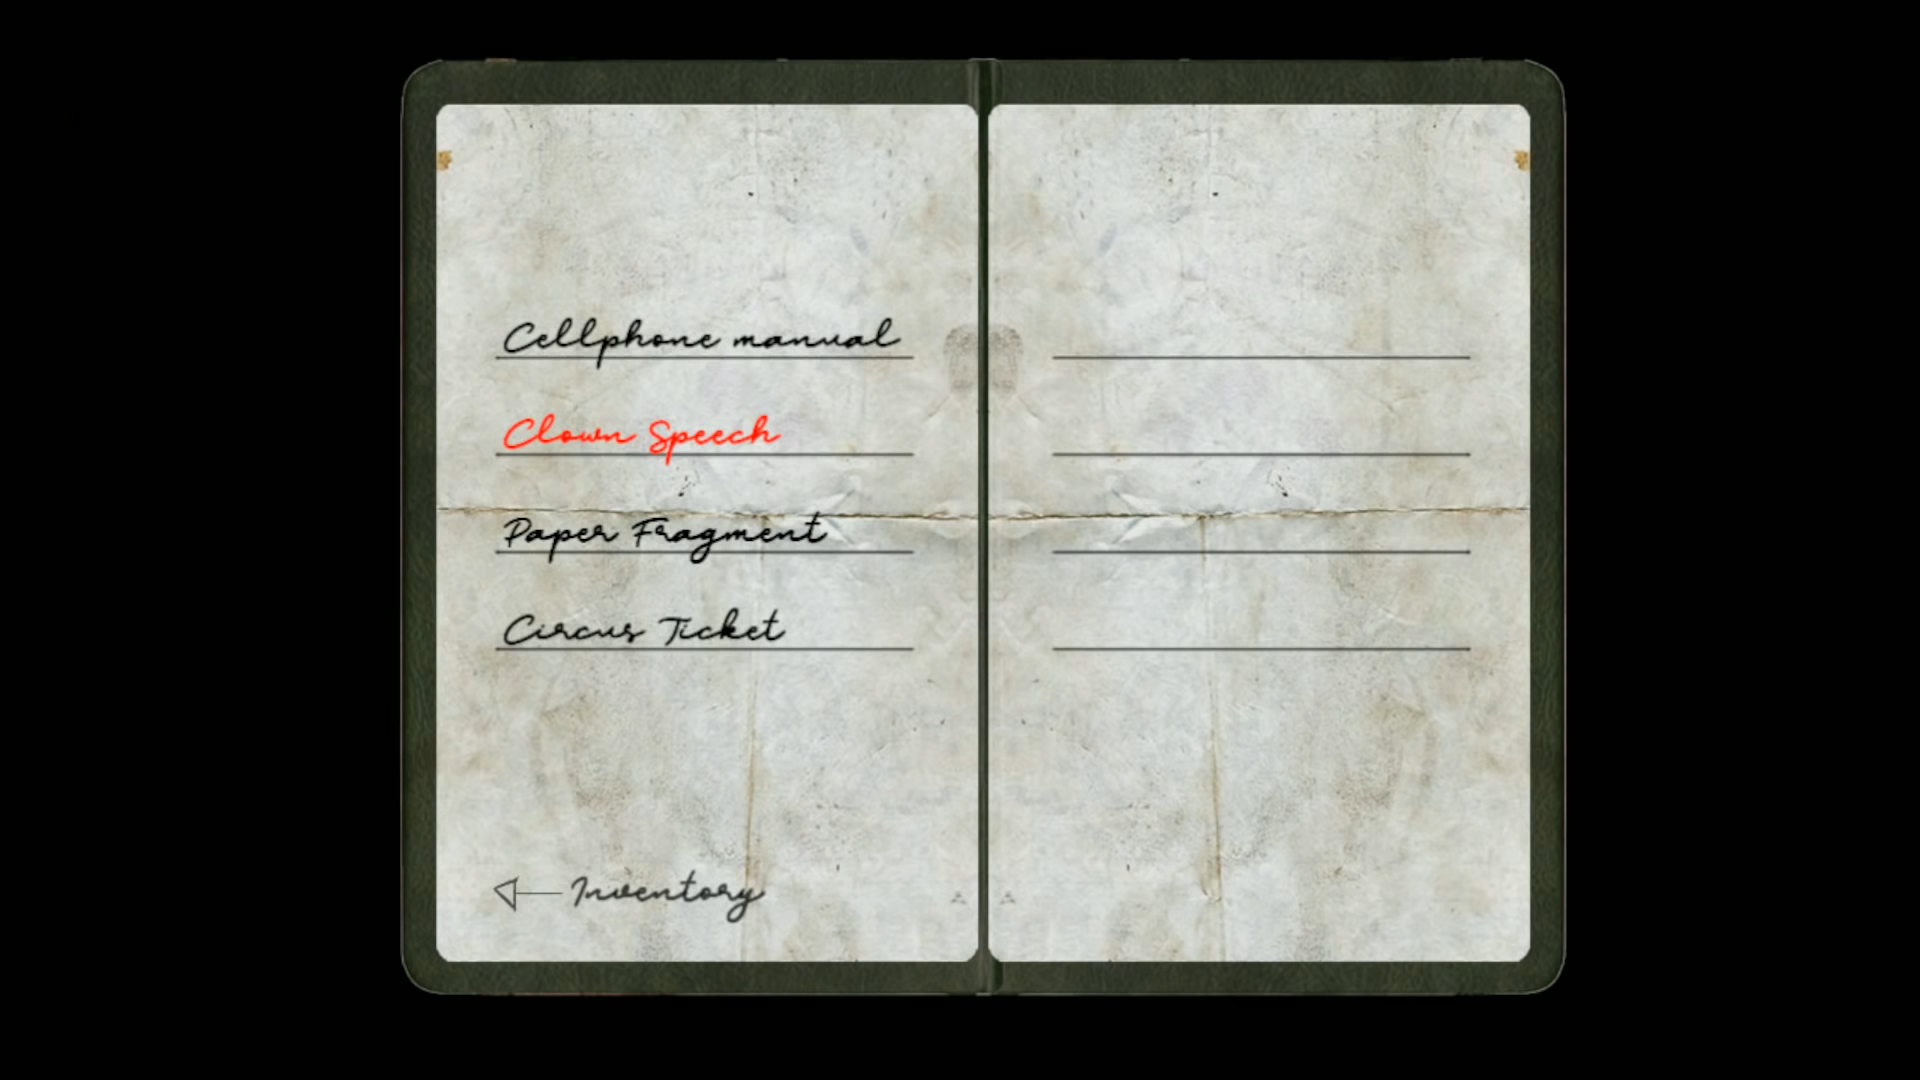 Cellphone manual
Clown Speech
Paper Fragment
Circus Ticket
Inventory